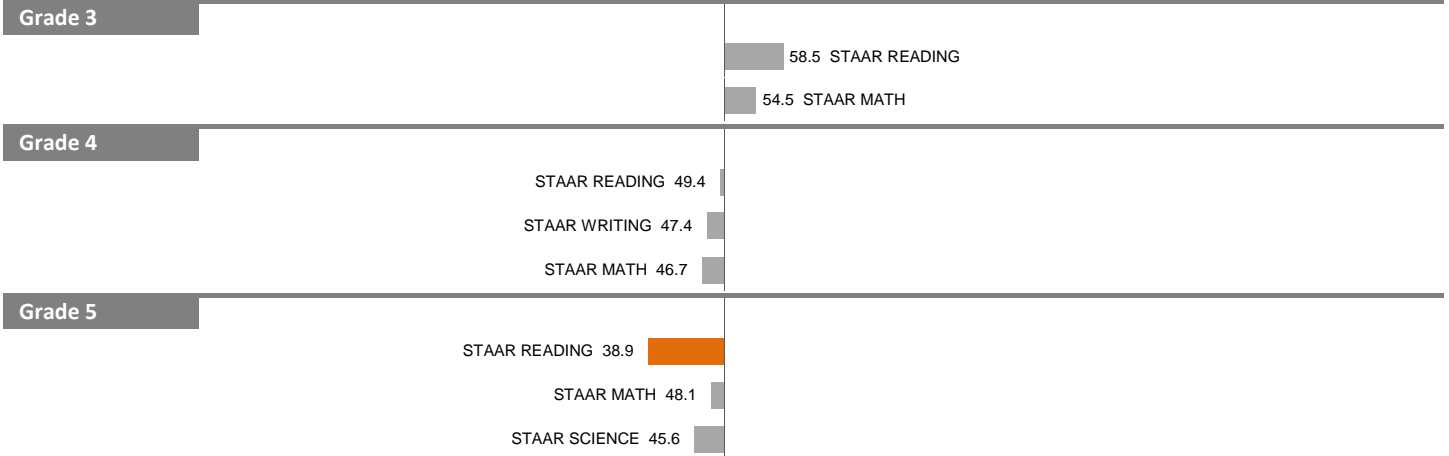 Grade 3
58.5 STAAR READING
54.5 STAAR MATH
Grade 4
STAAR READING 49.4
STAAR WRITING 47.4
STAAR MATH 46.7
Grade 5
STAAR READING 38.9
STAAR MATH 48.1
STAAR SCIENCE 45.6